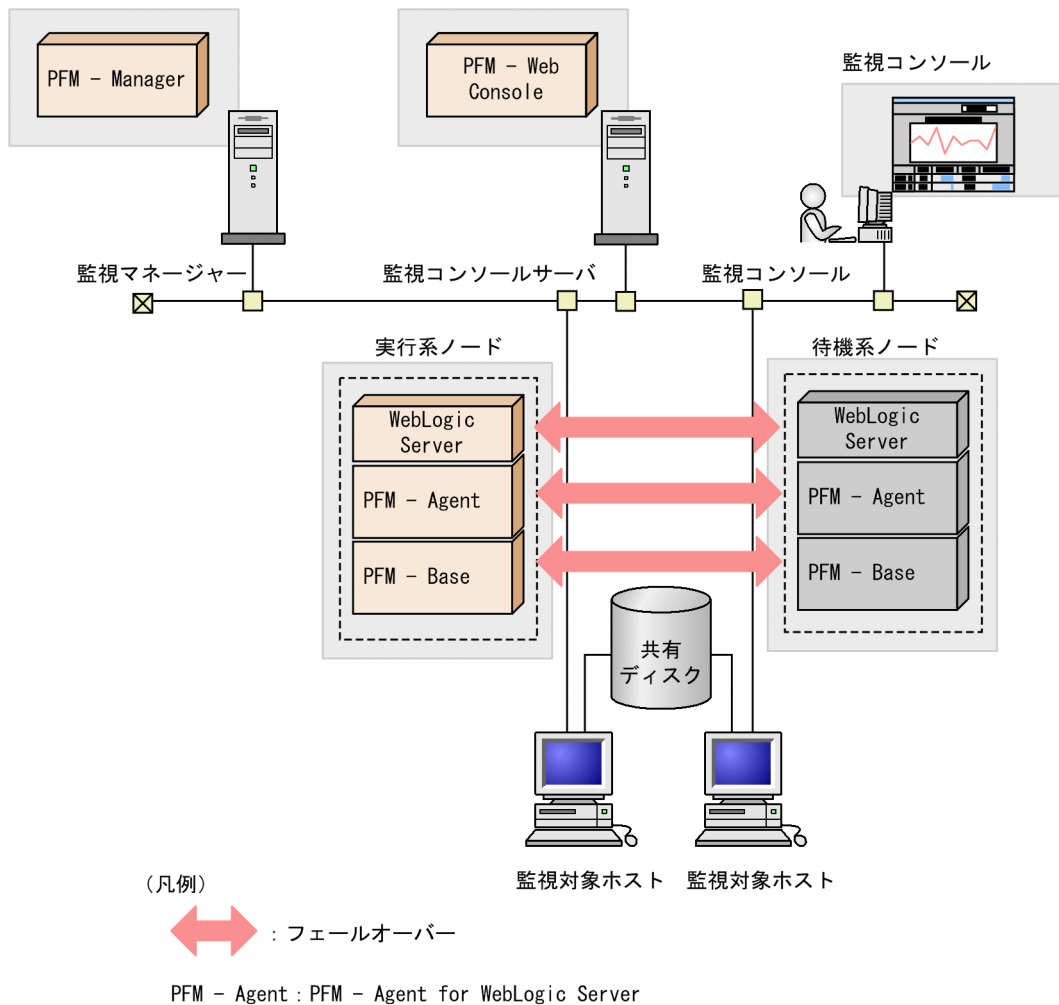 PFM − Manager
PFM − Web
Console
監視コンソール
監視マネージャー
監視コンソールサーバ
監視コンソール
実行系ノード
待機系ノード
WebLogic
Server
PFM − Agent
PFM − Base
WebLogic
Server
PFM − Agent
PFM − Base
共有
ディスク
監視対象ホスト
監視対象ホスト
(凡例)
：フェールオーバー
PFM − Agent：PFM − Agent for WebLogic Server